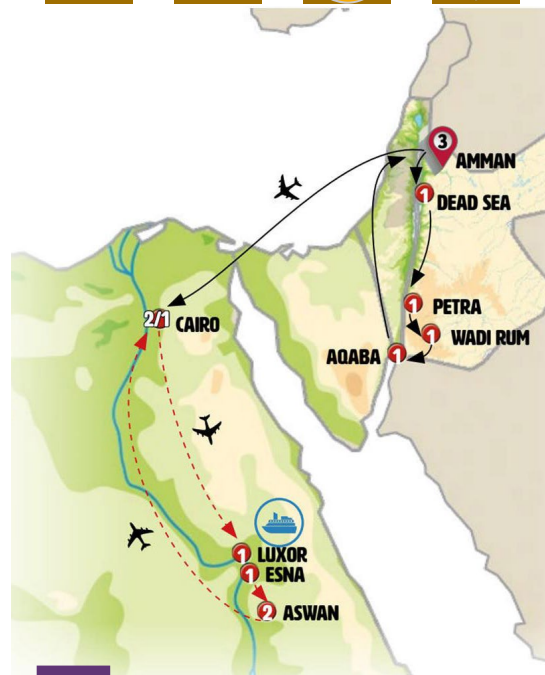 3
AMMAN
1
DEAD SEA
1
PETRA
1
WADI RUM
AQABA
1
2/1
CAIRO
1
LUXOR
1
ESNA
2
ASWAN